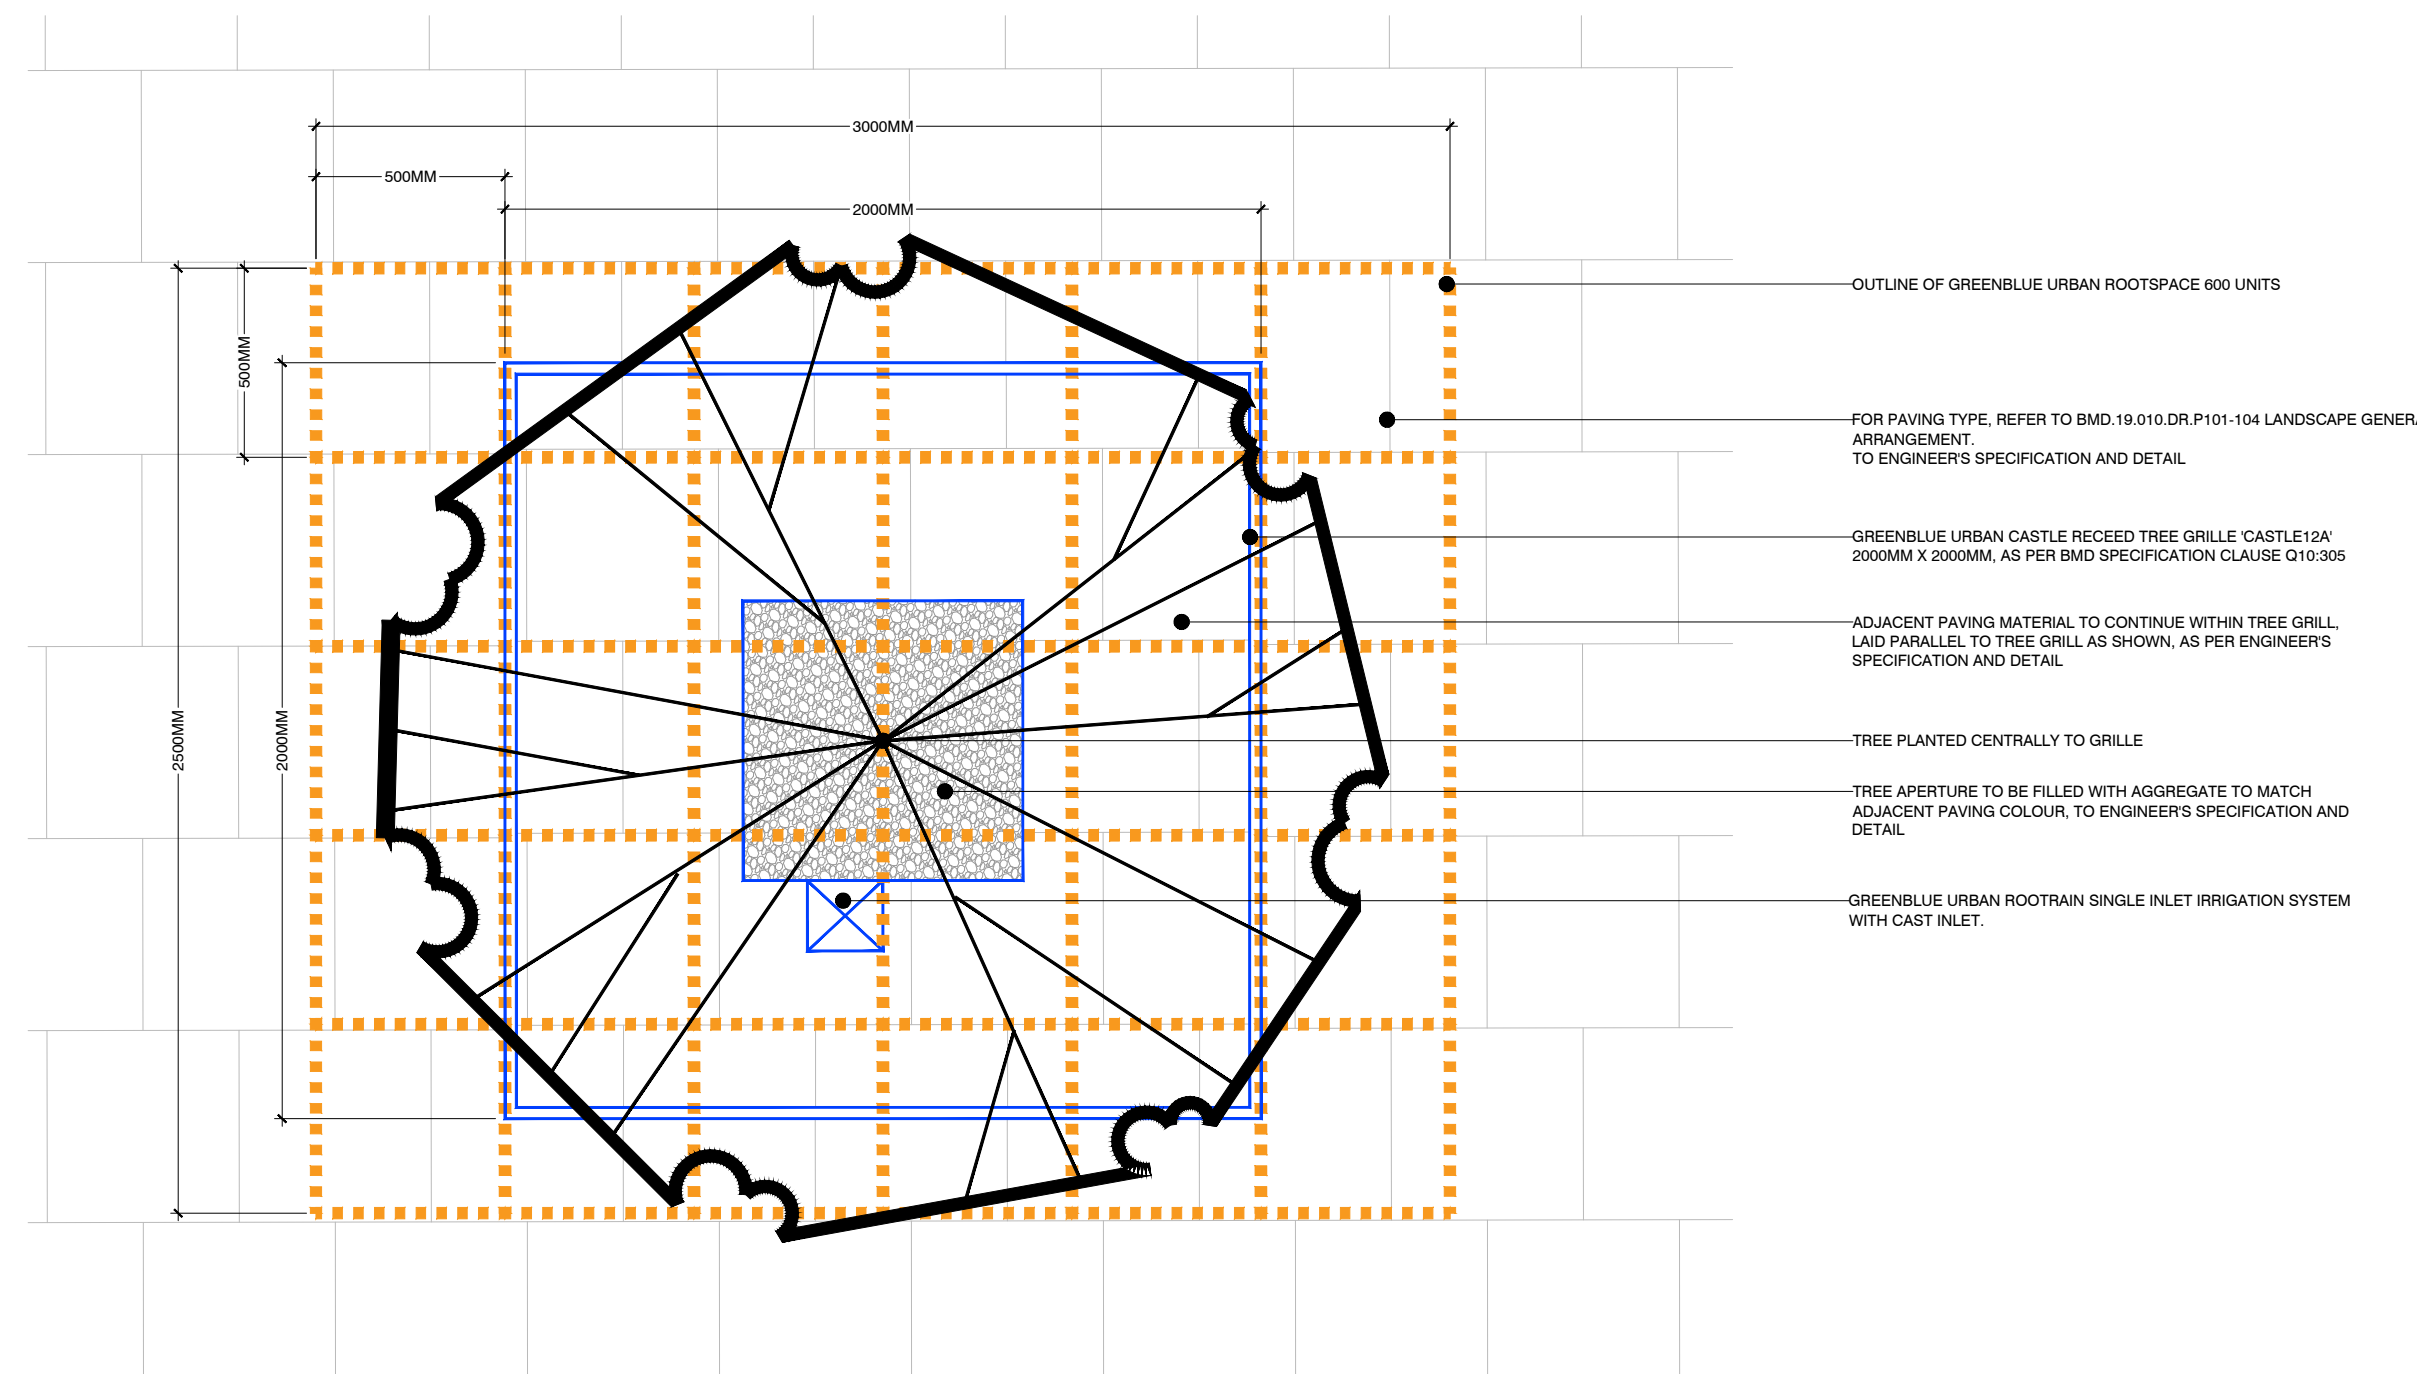 3000MM
500MM
2000MM
500MM
2500MM
2000MM
OUTLINE OF GREENBLUE URBAN ROOTSPACE 600 UNITS
FOR PAVING TYPE, REFER TO BMD.19.010.DR.P101-104 LANDSCAPE GENERA
ARRANGEMENT.
TO ENGINEER'S SPECIFICATION AND DETAIL
GREENBLUE URBAN CASTLE RECEED TREE GRILLE 'CASTLE12A'
2000MM X 2000MM, AS PER BMD SPECIFICATION CLAUSE Q10:305
ADJACENT PAVING MATERIAL TO CONTINUE WITHIN TREE GRILL,
LAID PARALLEL TO TREE GRILL AS SHOWN, AS PER ENGINEER'S
SPECIFICATION AND DETAIL
TREE PLANTED CENTRALLY TO GRILLE
TREE APERTURE TO BE FILLED WITH AGGREGATE TO MATCH
ADJACENT PAVING COLOUR, TO ENGINEER'S SPECIFICATION AND
DETAIL
GREENBLUE URBAN ROOTRAIN SINGLE INLET IRRIGATION SYSTEM
WITH CAST INLET.